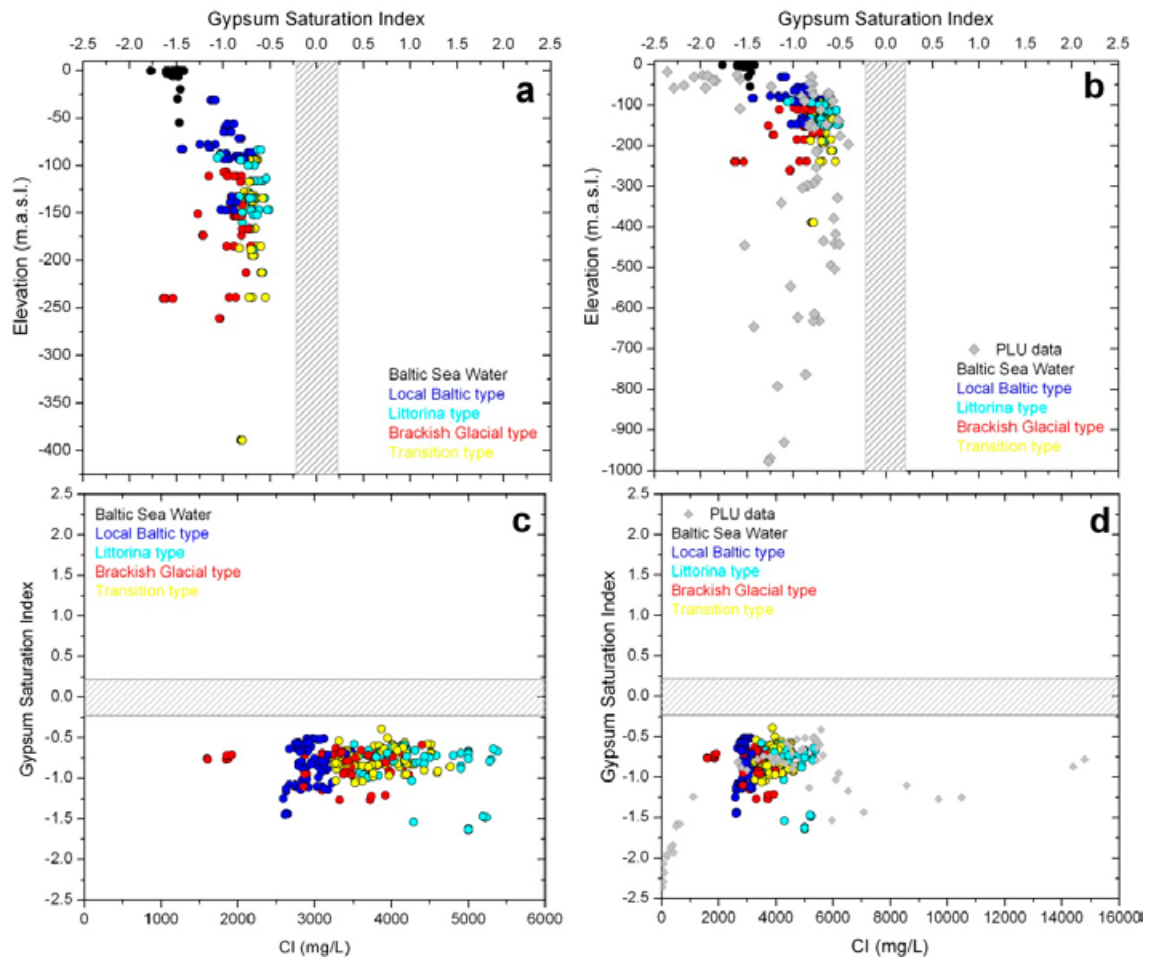 Gypsum Saturation Index
-2.5 -2.0 -1.5 -1.0 -0.5 0.0 0.5 1.0 1.5 2.0 2.5
a
Elevation (m.a.s.l.)
0
-50
-100
-150
-200
-250
-300
-350
-400
Baltic Sea Water
Local Baltic type
Littorina type
Brackish Glacial type
Transition type
Gypsum Saturation Index
-2.5 -2.0 -1.5 -1.0 -0.5 0.0 0.5 1.0 1.5 2.0 2.5
b
Elevation (m.a.s.l.)
0
-100
-200
-300
-400
-500
-600
-700
-800
-900
-1000
PLU data
Baltic Sea Water
Local Baltic type
Littorina type
Brackish Glacial type
Transition type
c
Baltic Sea Water
Local Baltic type
Littorina type
Brackish Glacial type
Transition type
Gypsum Saturation Index
2.5
2.0
1.5
1.0
0.5
0.0
-0.5
-1.0
-1.5
-2.0
-2.5
0 1000 2000 3000 4000 5000 6000
Cl (mg/L)
d
PLU data
Baltic Sea Water
Local Baltic type
Littorina type
Brackish Glacial type
Transition type
Gypsum Saturation Index
2.5
2.0
1.5
1.0
0.5
0.0
-0.5
-1.0
-1.5
-2.0
-2.5
0 2000 4000 6000 8000 10000 12000 14000 16000
Cl (mg/L)